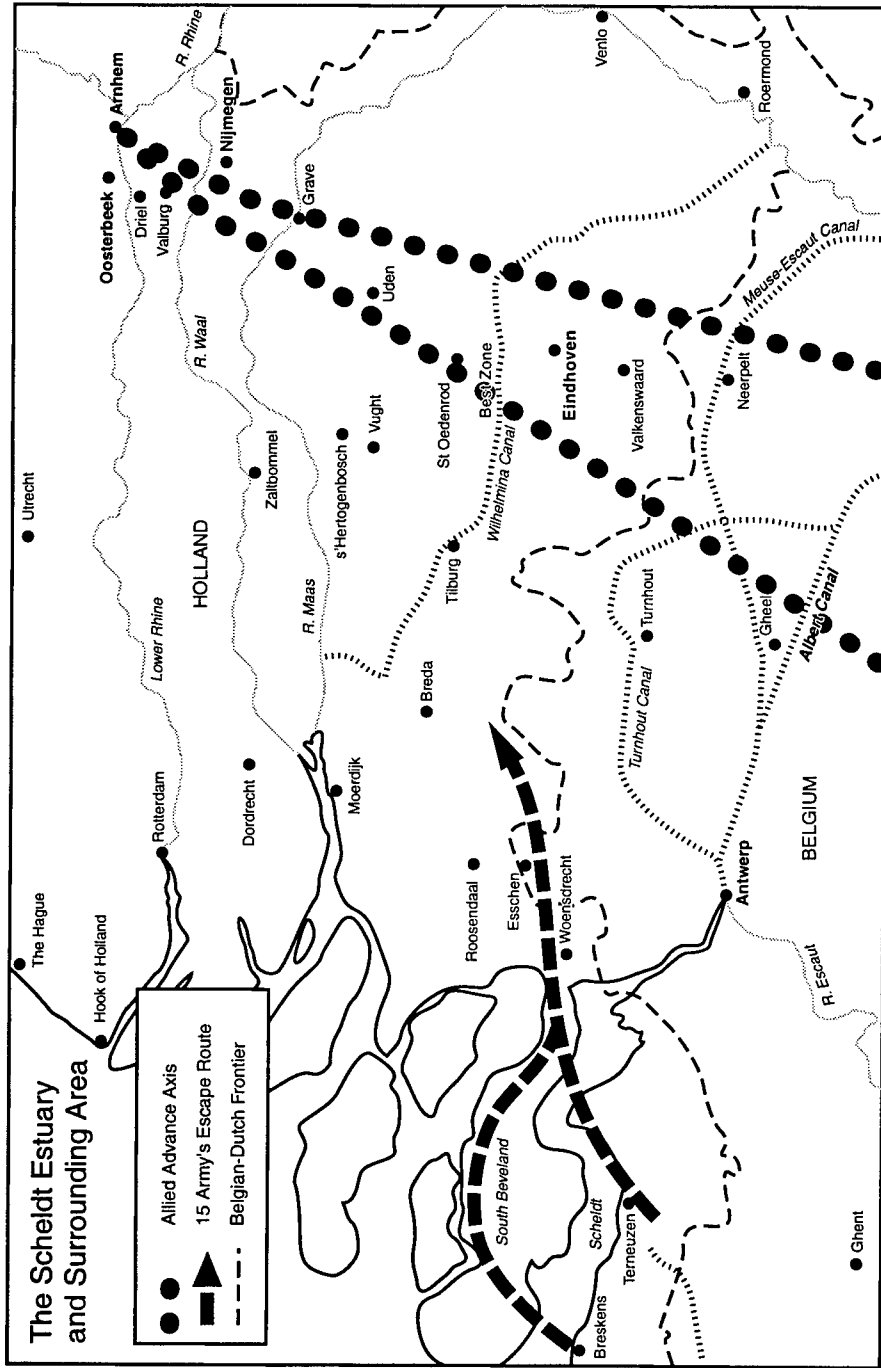 The Scheldt Estuary
and Surrounding Area
Allied Advance Axis
15 Army's Escape Route
Belgian-Dutch Frontier
The Hague
Hook of Holland
Rotterdam
Utrecht
Oosterbeek
Arnhem
R. Rhine
Driel
Valburg
Nijmegen
Lower Rhine
R. Waal
HOLLAND
Dordrecht
Zaltbommel
Grave
Moerdijk
R. Maas
s'Hertogenbosch
Vught
Uden
Venlo
Breda
Tilburg
St Oedenrod
Best Zone
Wilhelmina Canal
Roosendaal
Esschen
Woensdrecht
Eindhoven
Valkenswaard
Roermond
South Beveland
Scheldt
Breskens
Terneuzen
Turnhout
Turnhout Canal
Neerpelt
Meuse-Escaut Canal
Antwerp
Gheel
Albert Canal
BELGIUM
R. Escaut
Ghent